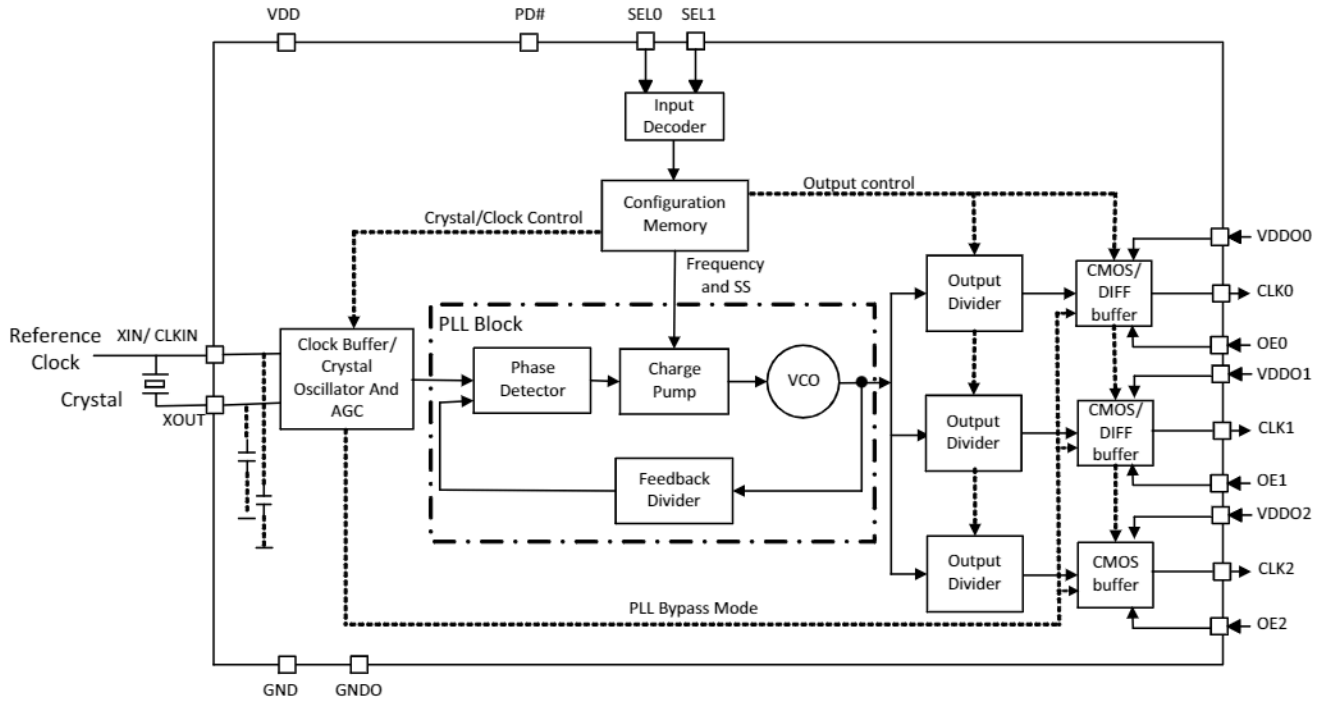 VDD
PD#
SEL0
SEL1
Input
Decoder
Configuration
Memory
Output control
Crystal/Clock Control
Frequency
and SS
VDDO0
CLK0
OE0
VDDO1
CLK1
OE1
VDDO2
CLK2
OE2
Reference
Clock
XIN/ CLKIN
Crystal
XOUT
Clock Buffer/
Crystal
Oscillator And
AGC
PLL Block
Phase
Detector
Charge
Pump
VCO
Feedback
Divider
Output
Divider
Output
Divider
Output
Divider
CMOS/
DIFF
buffer
CMOS/
DIFF
buffer
CMOS
buffer
PLL Bypass Mode
GND
GNDO